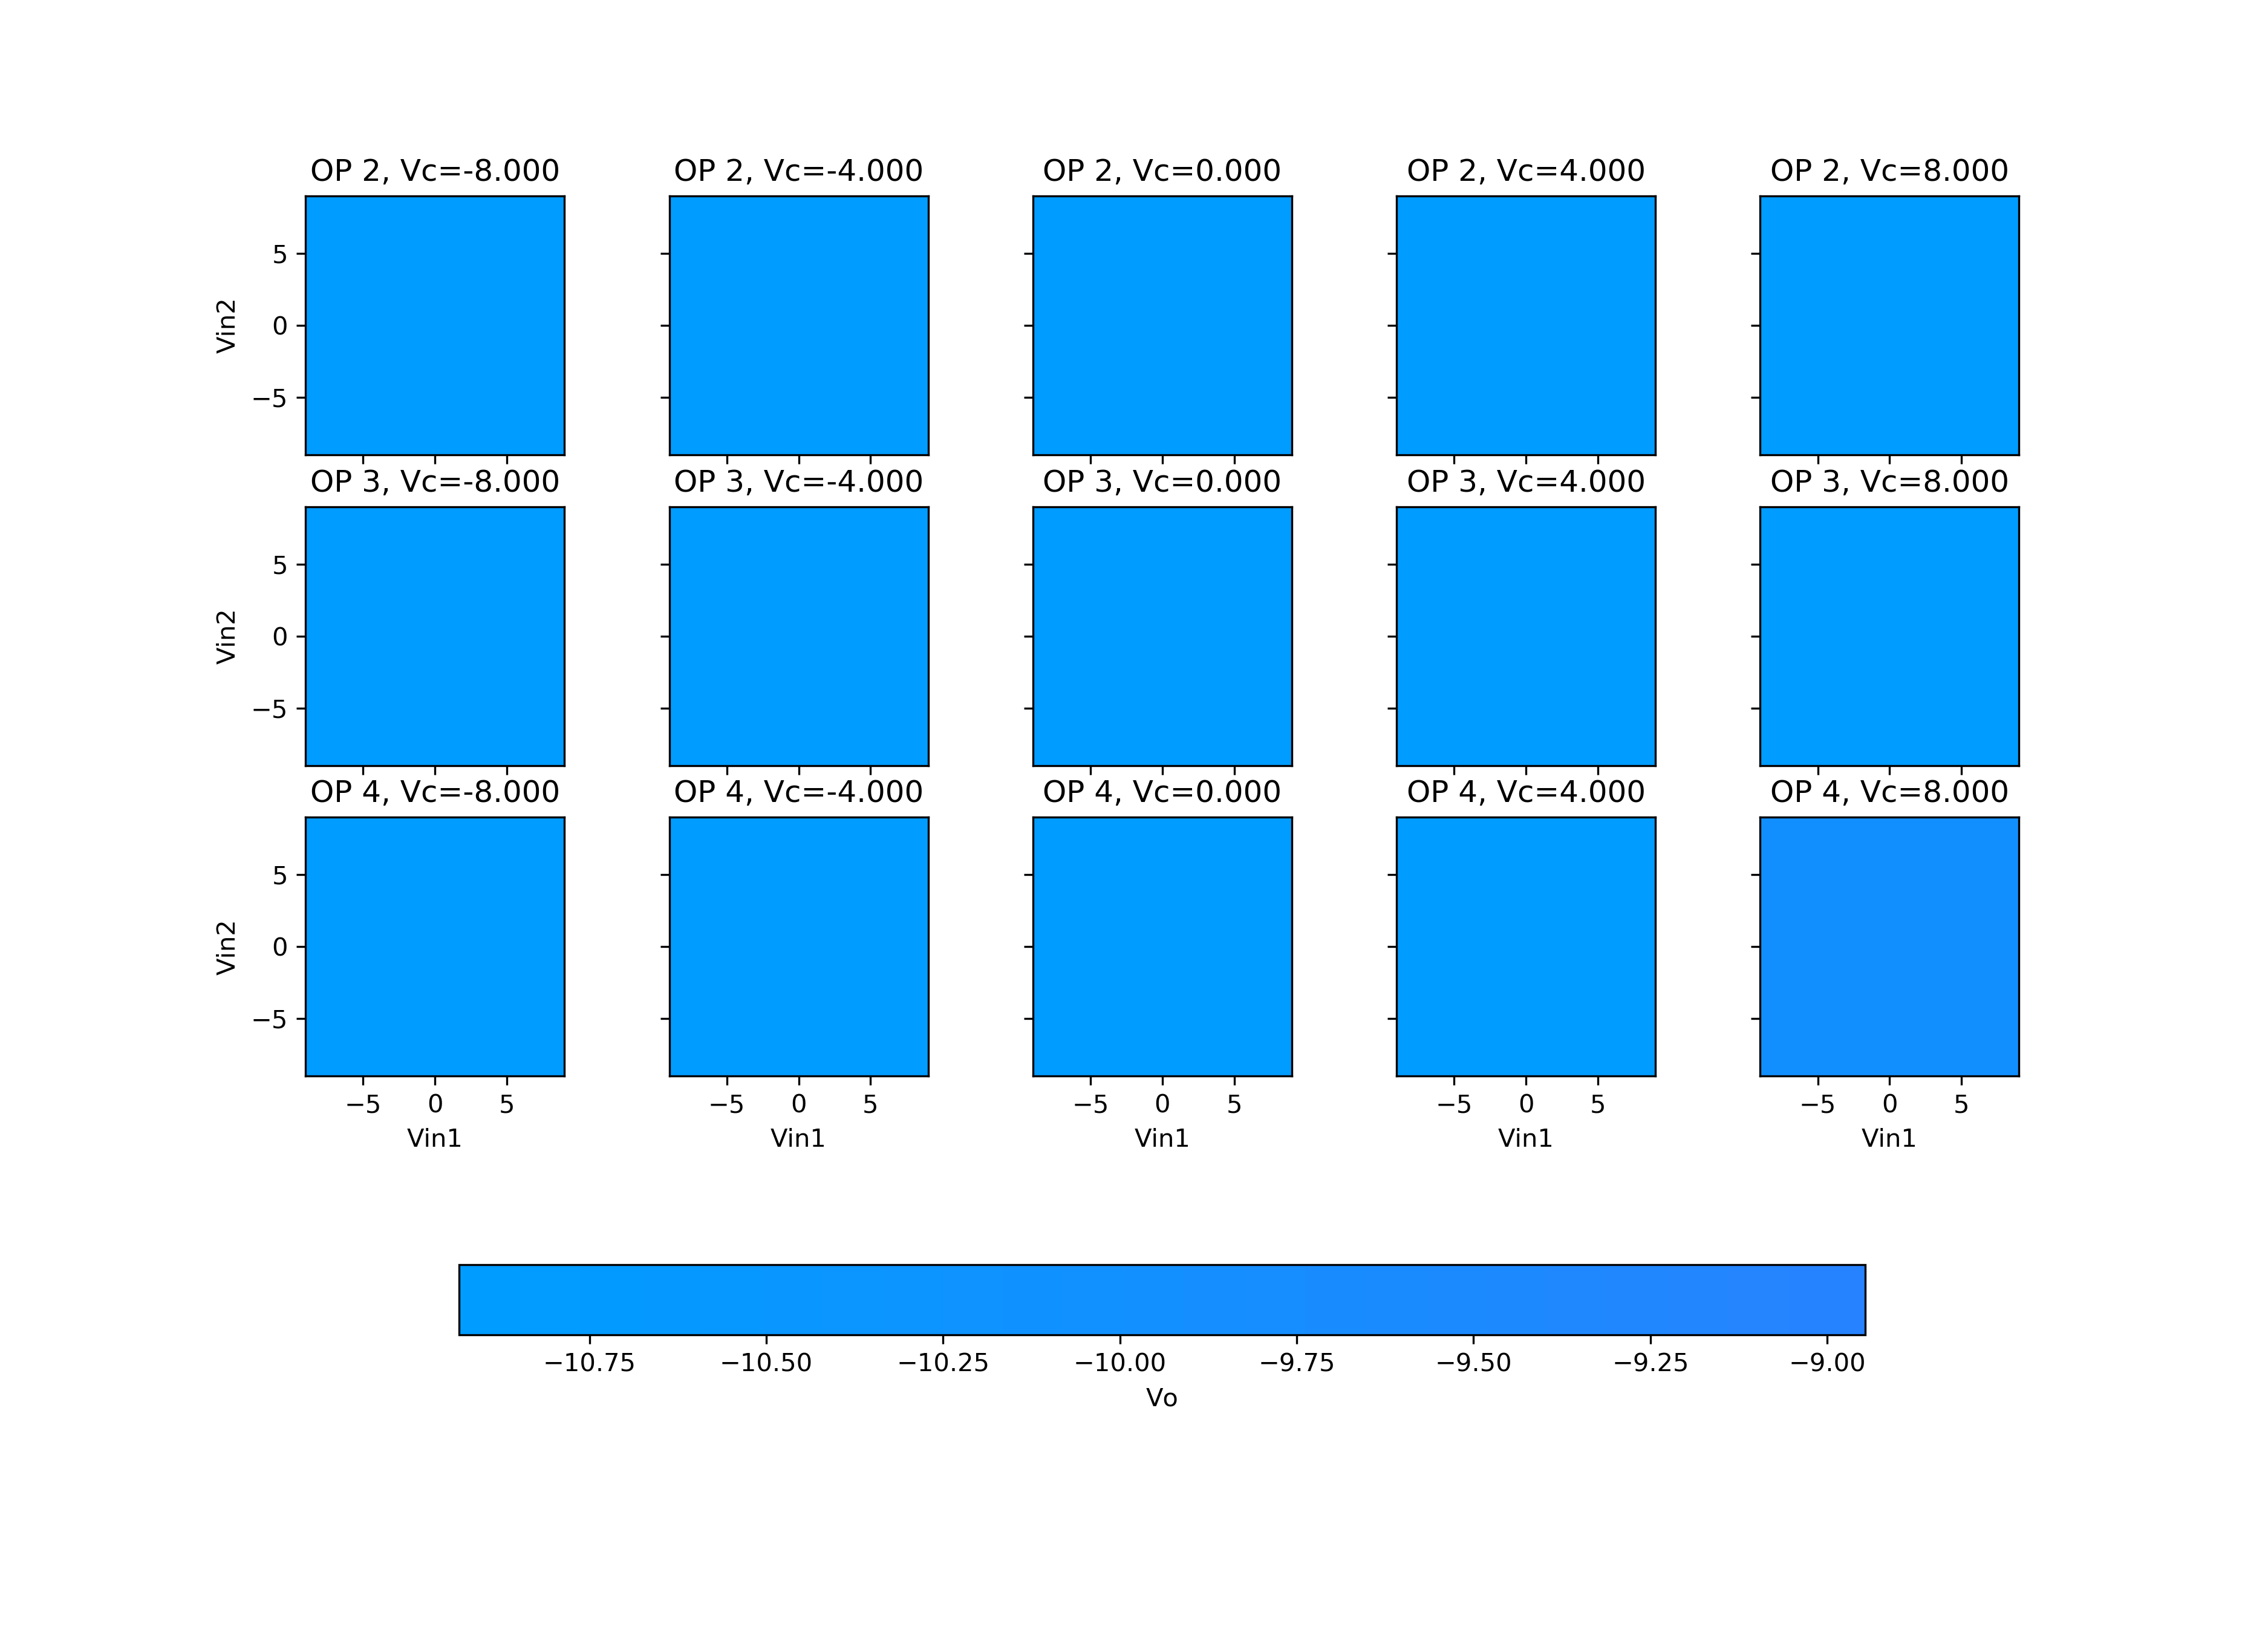 OP 2, Vc=-8.000 OP 2, Vc=-4.000 OP 2, Vc=0.000 OP 2, Vc=4.000 OP 2, Vc=8.000
5
0
−5
Vin2
OP 3, Vc=-8.000 OP 3, Vc=-4.000 OP 3, Vc=0.000 OP 3, Vc=4.000 OP 3, Vc=8.000
5
0
−5
Vin2
OP 4, Vc=-8.000 OP 4, Vc=-4.000 OP 4, Vc=0.000 OP 4, Vc=4.000 OP 4, Vc=8.000
5
0
−5
Vin2
−5 0 5 −5 0 5 −5 0 5 −5 0 5 −5 0 5
Vin1 Vin1 Vin1 Vin1 Vin1
−10.75 −10.50 −10.25 −10.00 −9.75 −9.50 −9.25 −9.00
Vo